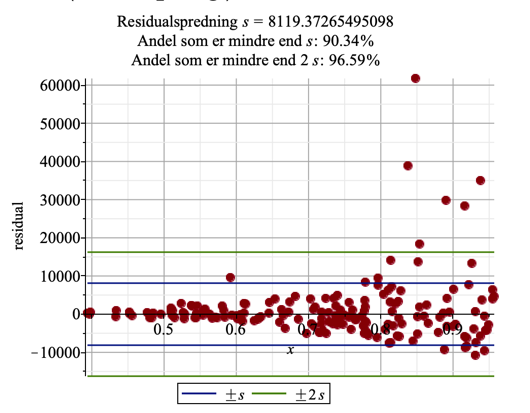 Residualspredning s = 8119.37265495098
Andel som er mindre end s: 90.34%
Andel som er mindre end 2 s: 96.59%
60000
50000
40000
30000
20000
10000
0
−10000
residual
0.5 0.6 0.7 0.8 0.9
x
±s ±2s